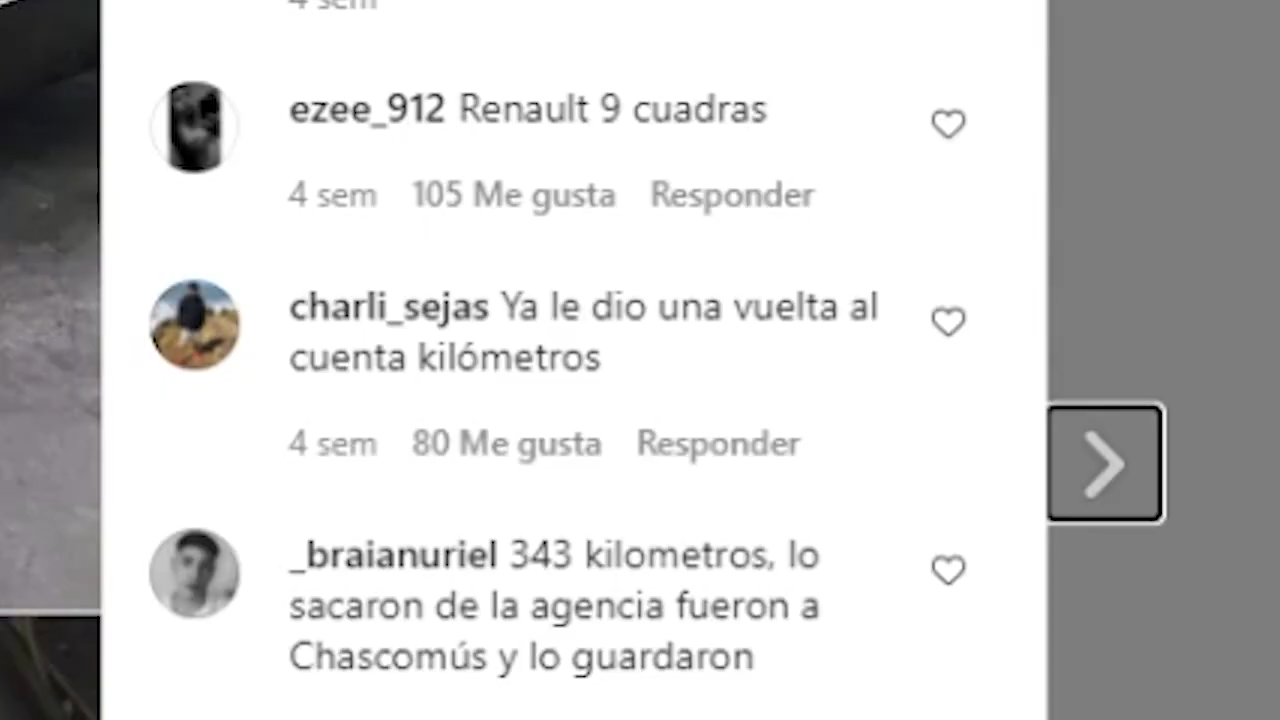 4 sem
ezee_912 Renault 9 cuadras
4 sem 105 Me gusta Responder
charli_sejas Ya le dio una vuelta al
cuenta kilómetros
4 sem 80 Me gusta Responder
_braianuriel 343 kilometros, lo
sacaron de la agencia fueron a
Chascomús y lo guardaron